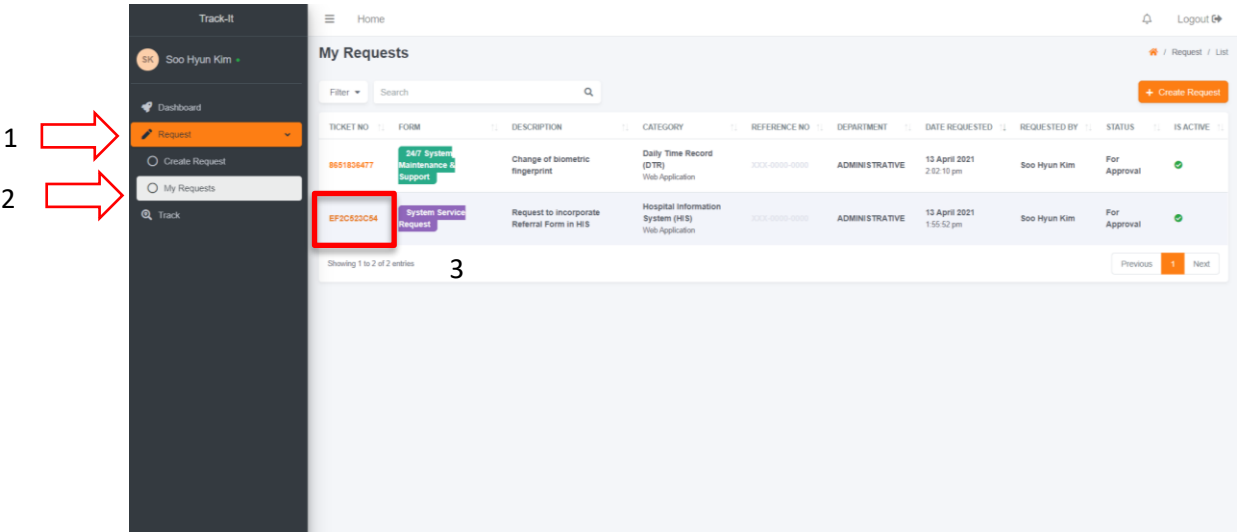 Track-It
Home
Logout
SK
Soo Hyun Kim
My Requests
/ Request / List
Filter
Search
+ Create Request
Dashboard
1
Request
Create Request
2
My Requests
Track
TICKET NO
FORM
DESCRIPTION
CATEGORY
REFERENCE NO
DEPARTMENT
DATE REQUESTED
REQUESTED BY
STATUS
IS ACTIVE
8651836477
24/7 System
Maintenance &
Support
Change of biometric
fingerprint
Daily Time Record
(DTR)
Web Application
XXX-0000-0000
ADMINISTRATIVE
13 April 2021
2:02:10 pm
Soo Hyun Kim
For
Approval
EF2C523C54
System Service
Request
Request to incorporate
Referral Form in HIS
Hospital Information
System (HIS)
Web Application
XXX-0000-0000
ADMINISTRATIVE
13 April 2021
1:55:52 pm
Soo Hyun Kim
For
Approval
Showing 1 to 2 of 2 entries
3
Previous
1
Next